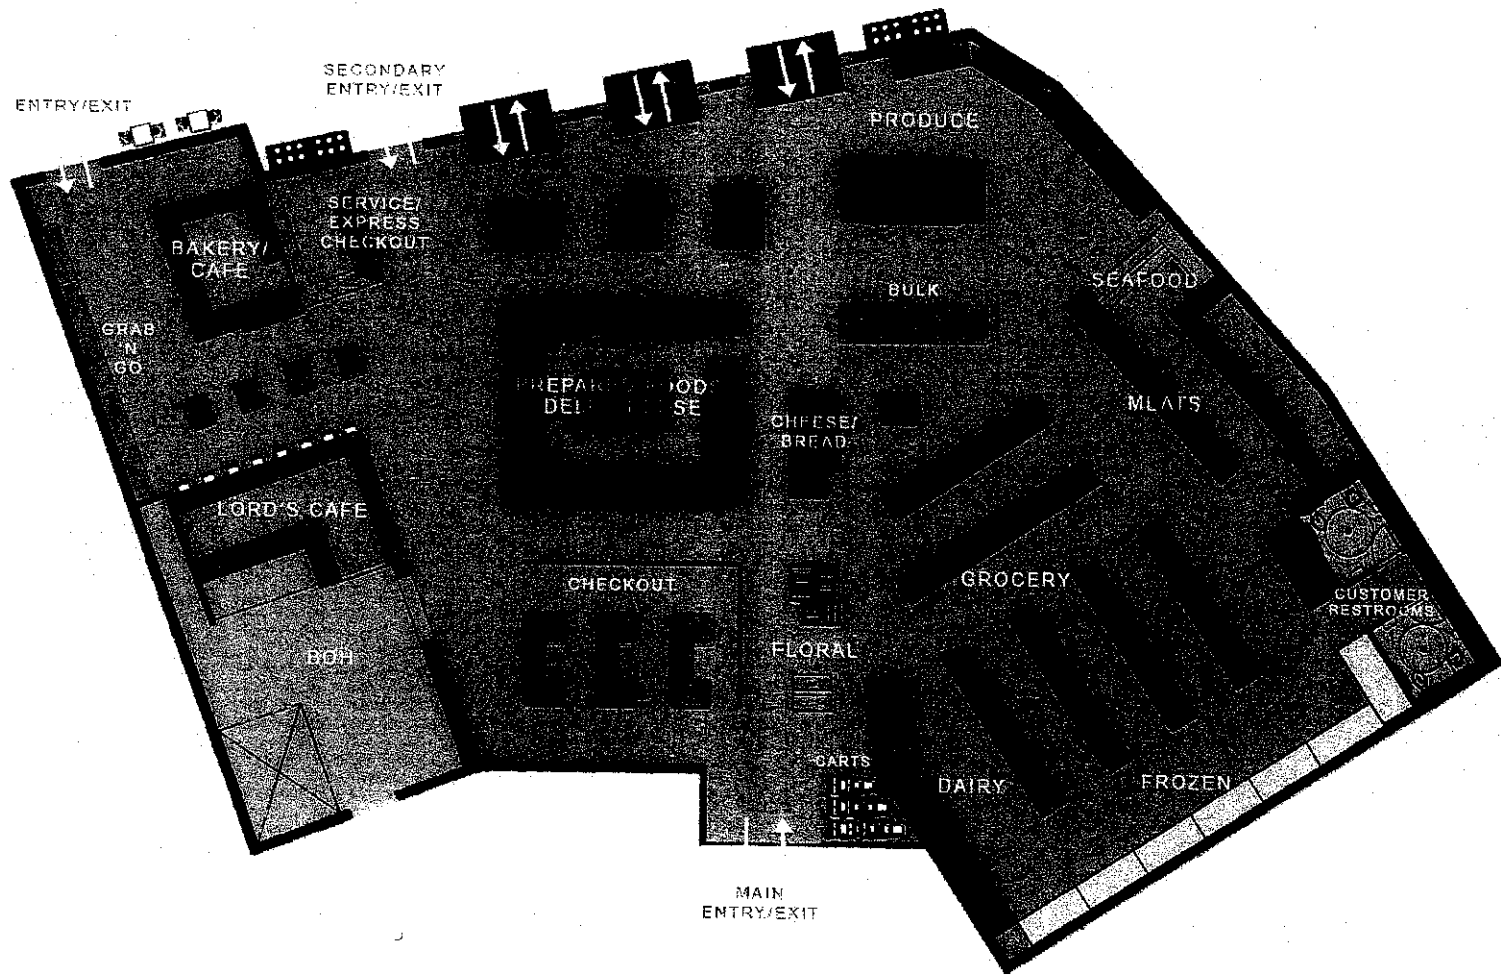 SECONDARY
ENTRY/EXIT
ENTRY/EXIT
PRODUCE
SERVICE/
EXPRESS
CHECKOUT
BAKERY/
CAFE
SEAFOOD
BULK
GRAB
N
GO
MEATS
CHEESE/
BREAD
LORD'S CAFE
CHECKOUT
GROCERY
CUSTOMER
RESTROOMS
FLORAL
BOH
CARTS
DAIRY
FROZEN
MAIN
ENTRY/EXIT